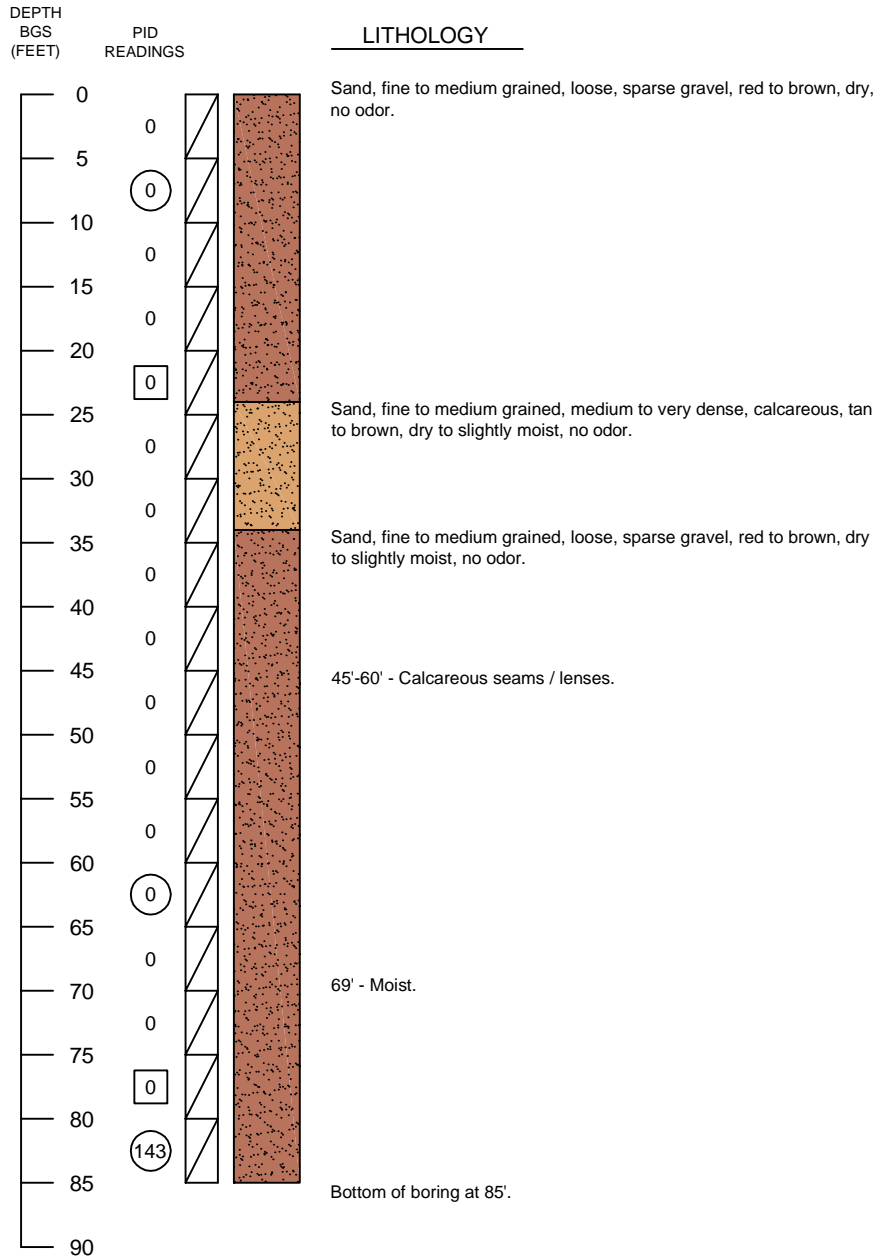 DEPTH
BGS
(FEET)
PID
READINGS
LITHOLOGY
0
Sand, fine to medium grained, loose, sparse gravel, red to brown, dry,
no odor.
0
5
0
10
0
15
0
20
0
25
Sand, fine to medium grained, medium to very dense, calcareous, tan
to brown, dry to slightly moist, no odor.
0
30
0
35
Sand, fine to medium grained, loose, sparse gravel, red to brown, dry
to slightly moist, no odor.
0
40
0
45
45'-60' - Calcareous seams / lenses.
0
50
0
55
0
60
0
65
0
70
69' - Moist.
0
75
0
80
143
85
Bottom of boring at 85'.
90